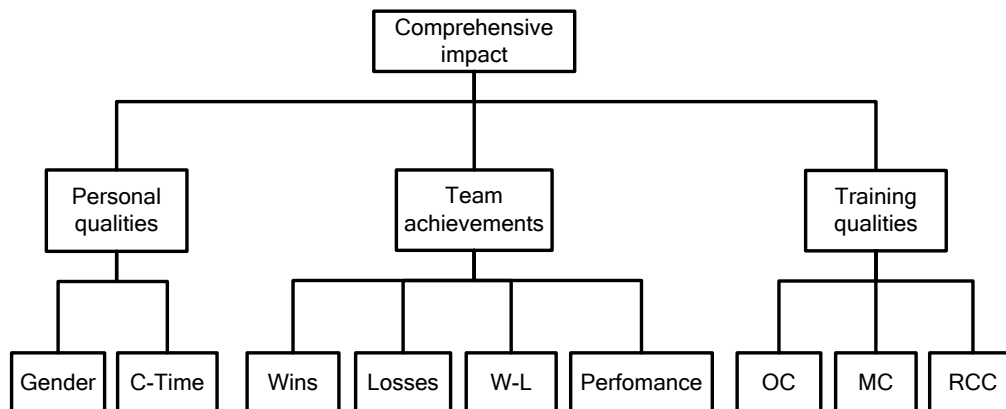 Comprehensive
impact
Personal
qualities
Team
achievements
Training
qualities
Gender
C-Time
Wins
Losses
W-L
Perfomance
OC
MC
RCC